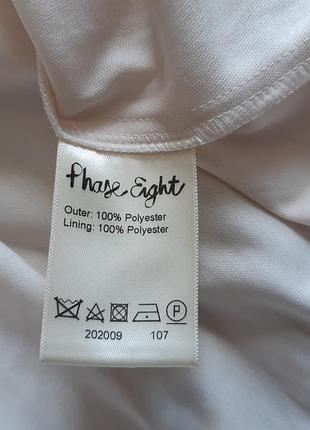 Phase Eight
Outer: 100% Polyester
Lining: 100% Polyester
P
202009 107